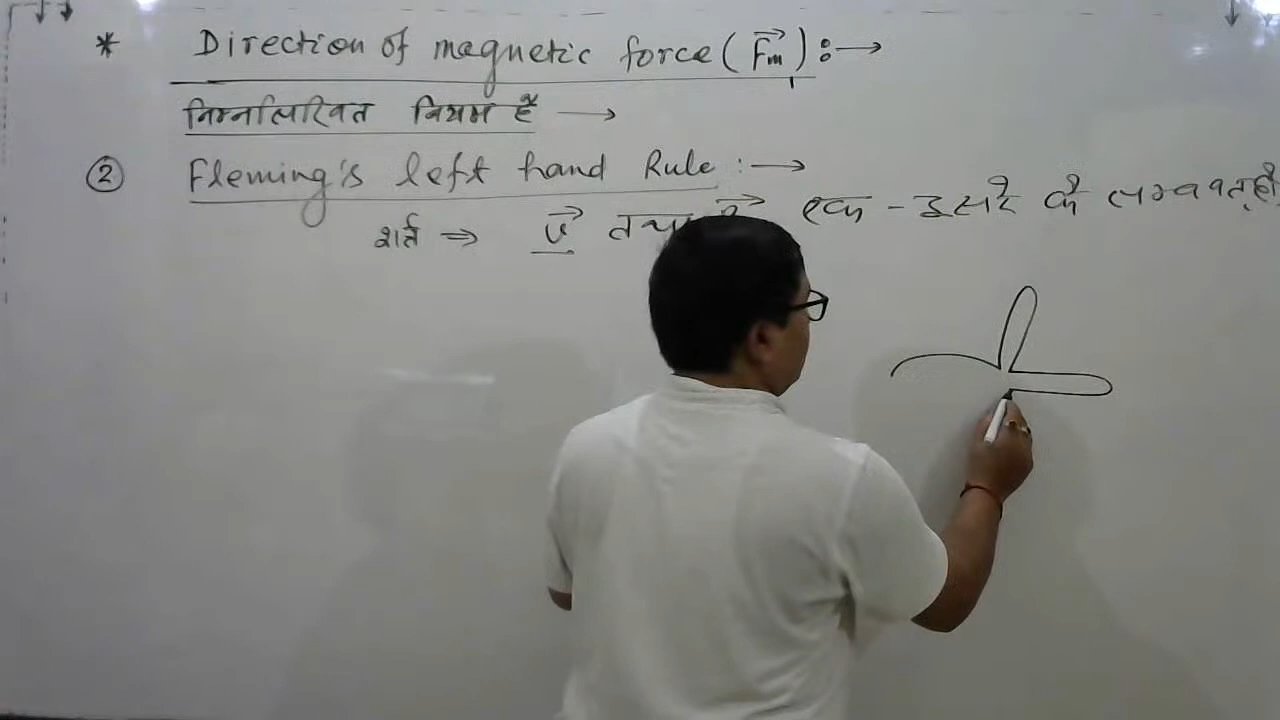 * Direction of magnetic force (F⃗m) :→
निम्नलिखित नियम हैं →
② Fleming's left hand Rule :→
शर्त ⇒ v⃗ तथा एक-दूसरे के लम्बवत् हो